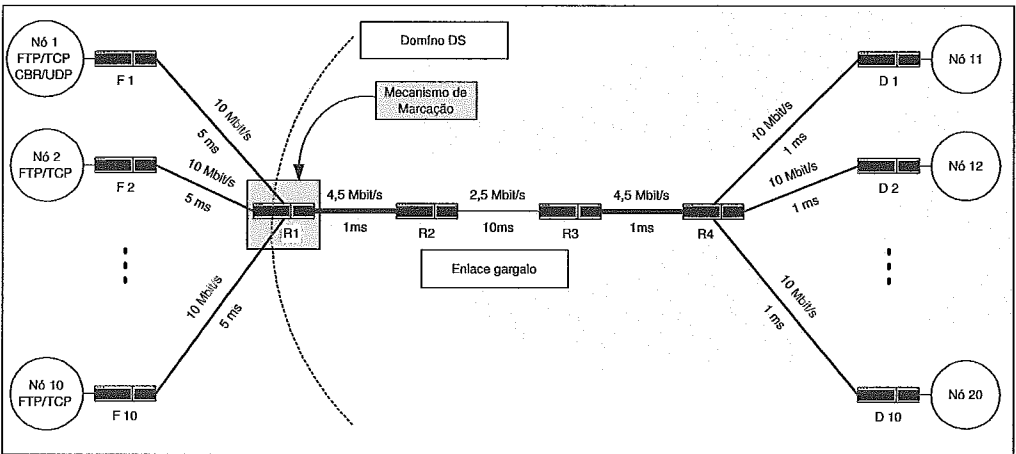 Nó 1
FTP/TCP
CBR/UDP
F 1
10 Mbit/s
5 ms
Domíno DS
Mecanismo de
Marcação
D 1
Nó 11
10 Mbit/s
1 ms
Nó 2
FTP/TCP
F 2
10 Mbit/s
5 ms
D 2
Nó 12
10 Mbit/s
1 ms
R1
4,5 Mbit/s
1ms
R2
2,5 Mbit/s
10ms
R3
4,5 Mbit/s
1ms
R4
Enlace gargalo
10 Mbit/s
5 ms
10 Mbit/s
1 ms
Nó 10
FTP/TCP
F 10
D 10
Nó 20